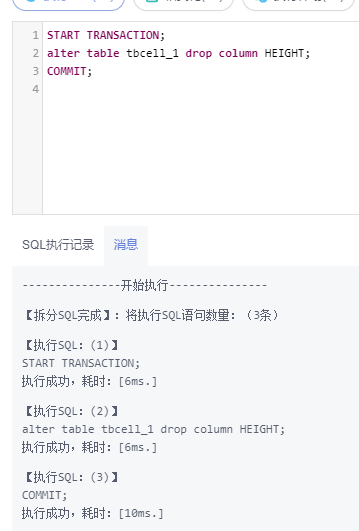 1 START TRANSACTION;
2 alter table tbcell_1 drop column HEIGHT;
3 COMMIT;
4
SQL执行记录 消息
---------------开始执行---------------
【拆分SQL完成】：将执行SQL语句数量：（3条）
【执行SQL：（1）】
START TRANSACTION;
执行成功，耗时：[6ms.]
【执行SQL：（2）】
alter table tbcell_1 drop column HEIGHT;
执行成功，耗时：[6ms.]
【执行SQL：（3）】
COMMIT;
执行成功，耗时：[10ms.]